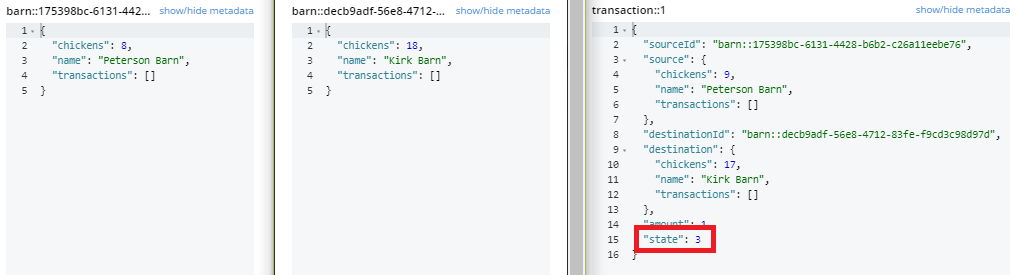 barn::175398bc-6131-442... show/hide metadata
1 {
2 "chickens": 8,
3 "name": "Peterson Barn",
4 "transactions": []
5 }
barn::decb9adf-56e8-4712-... show/hide metadata
1 {
2 "chickens": 18,
3 "name": "Kirk Barn",
4 "transactions": []
5 }
transaction::1 show/hide metadata
1 {
2 "sourceId": "barn::175398bc-6131-4428-b6b2-c26a11eebe76",
3 "source": {
4 "chickens": 9,
5 "name": "Peterson Barn",
6 "transactions": []
7 },
8 "destinationId": "barn::decb9adf-56e8-4712-83fe-f9cd3c98d97d",
9 "destination": {
10 "chickens": 17,
11 "name": "Kirk Barn",
12 "transactions": []
13 },
14 "amount": 1,
15 "state": 3
16 }